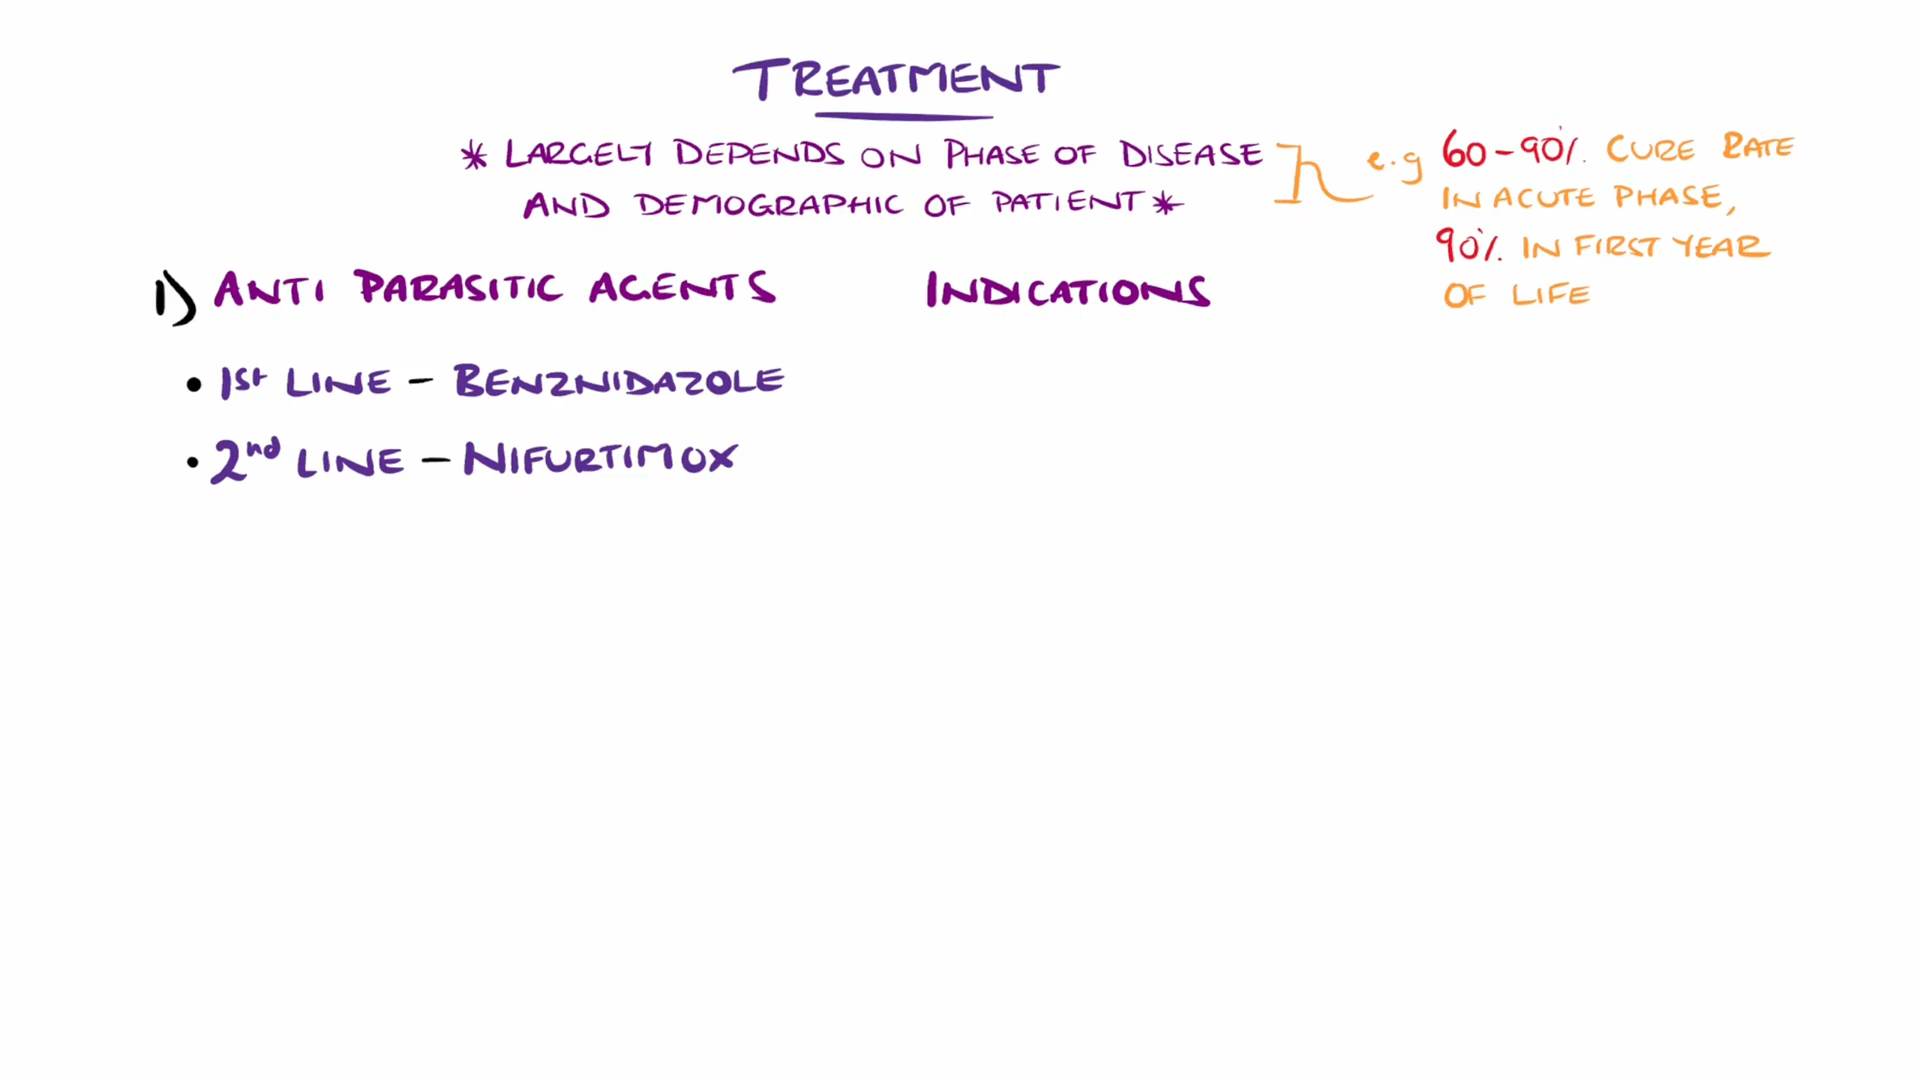 TREATMENT
* LARGELY DEPENDS ON PHASE OF DISEASE
AND DEMOGRAPHIC OF PATIENT *
e.g 60-90% CURE RATE
IN ACUTE PHASE,
90% IN FIRST YEAR
OF LIFE
1) ANTI PARASITIC AGENTS
INDICATIONS
• 1st LINE - BENZNIDAZOLE
• 2nd LINE - NIFURTIMOX